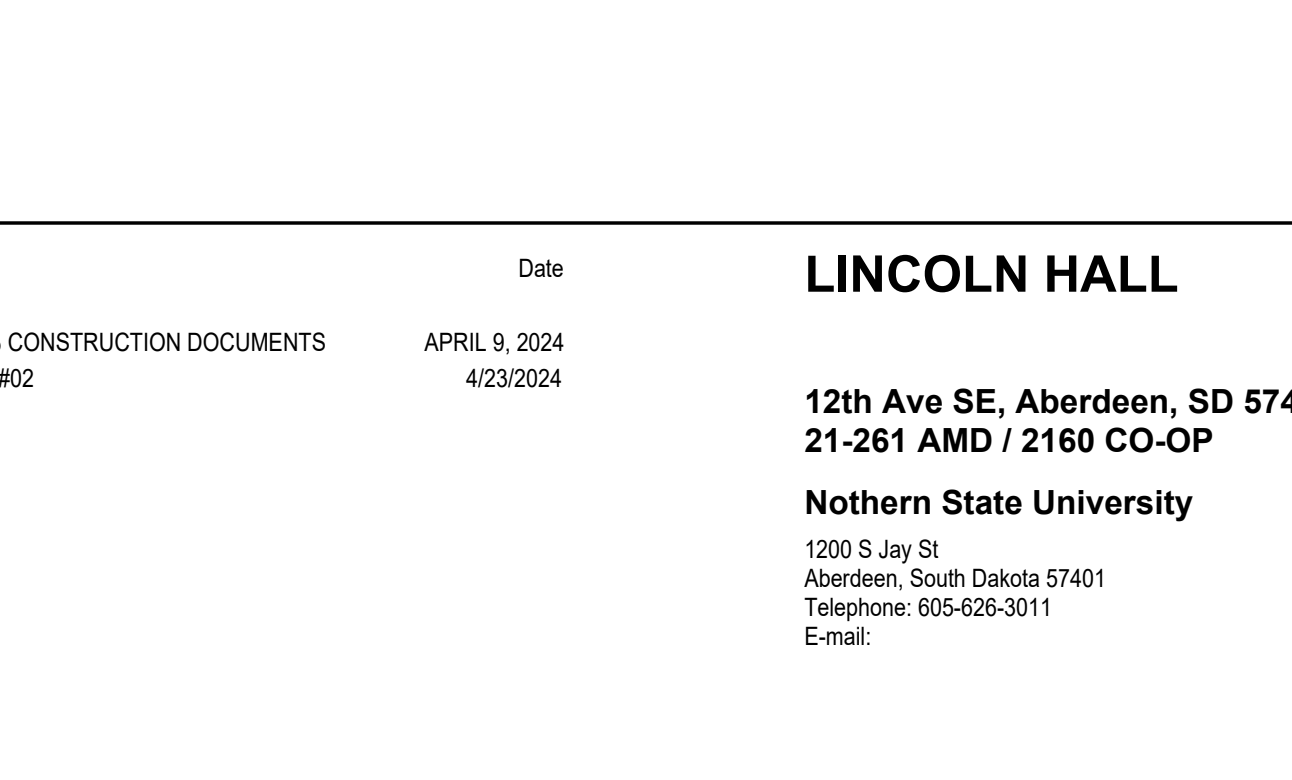 Date
CONSTRUCTION DOCUMENTS APRIL 9, 2024
#02 4/23/2024
LINCOLN HALL
12th Ave SE, Aberdeen, SD 574
21-261 AMD / 2160 CO-OP
Nothern State University
1200 S Jay St
Aberdeen, South Dakota 57401
Telephone: 605-626-3011
E-mail: